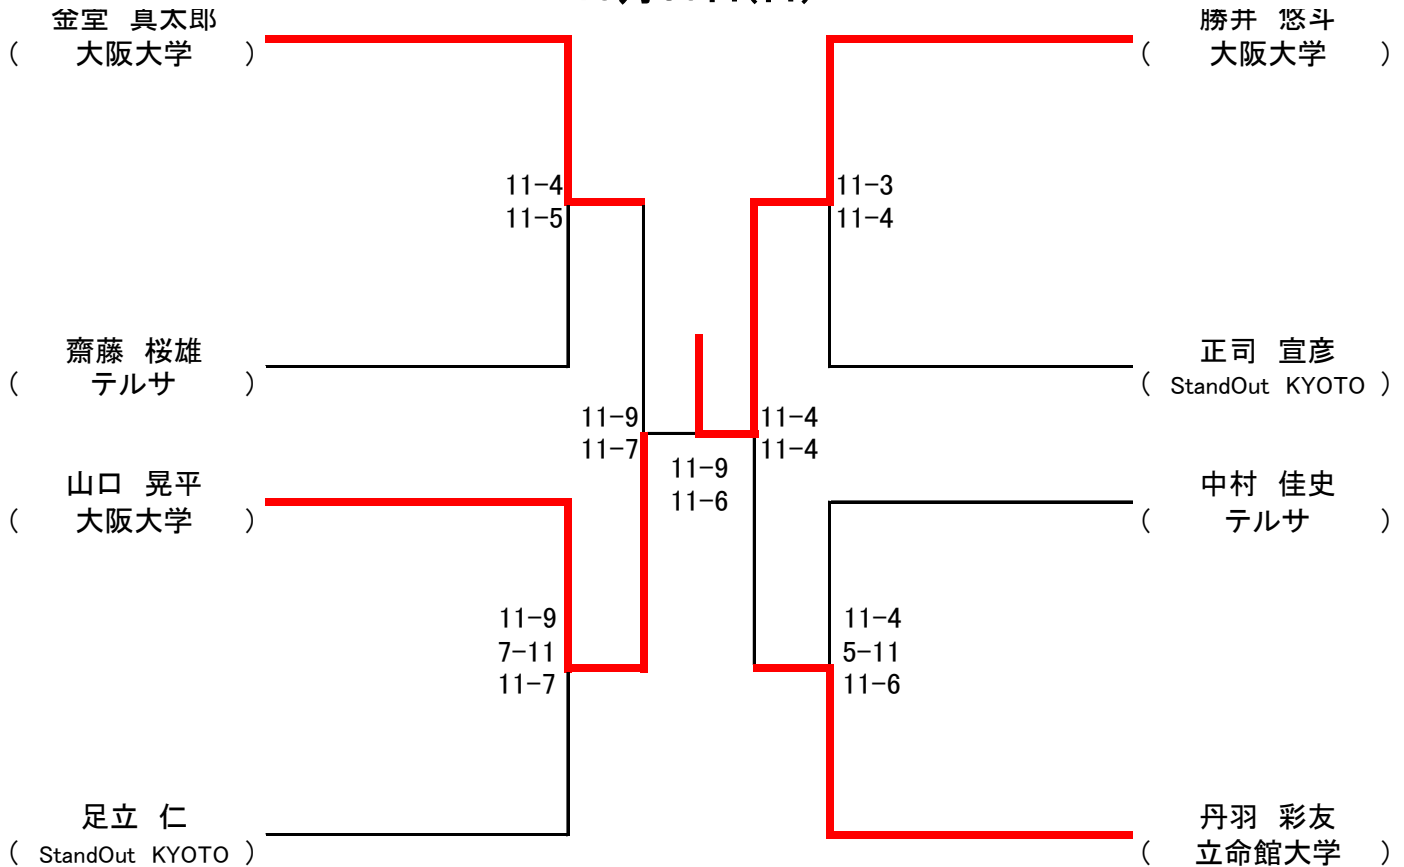 金堂 真太郎
( 大阪大学 )
勝井 悠斗
( 大阪大学 )
11-4
11-5
11-3
11-4
齋藤 桜雄
( テルサ )
正司 宣彦
( StandOut KYOTO )
11-9
11-7
11-4
11-4
11-9
11-6
山口 晃平
( 大阪大学 )
中村 佳史
( テルサ )
11-9
7-11
11-7
11-4
5-11
11-6
足立 仁
( StandOut KYOTO )
丹羽 彩友
( 立命館大学 )